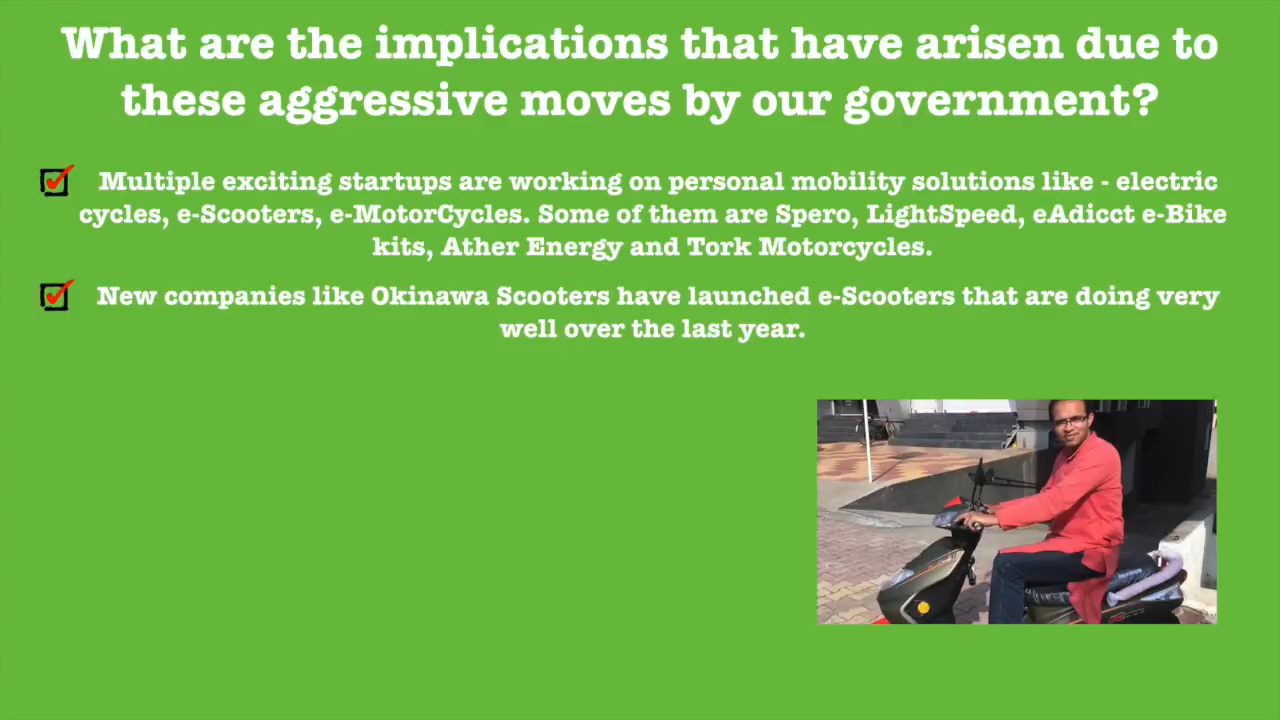 What are the implications that have arisen due to
these aggressive moves by our government?
Multiple exciting startups are working on personal mobility solutions like - electric
cycles, e-Scooters, e-MotorCycles. Some of them are Spero, LightSpeed, eAdicct e-Bike
kits, Ather Energy and Tork Motorcycles.
New companies like Okinawa Scooters have launched e-Scooters that are doing very
well over the last year.